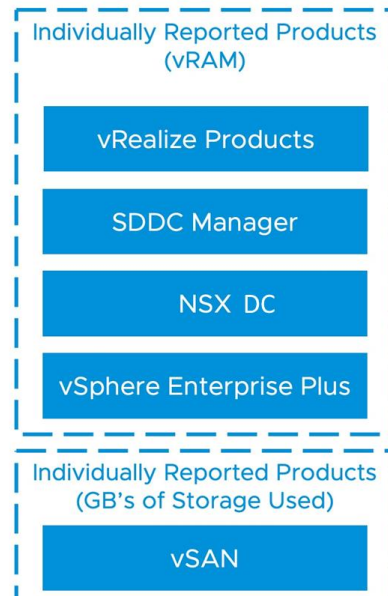 Individually Reported Products
(vRAM)
vRealize Products
SDDC Manager
NSX DC
vSphere Enterprise Plus
Individually Reported Products
(GB's of Storage Used)
vSAN